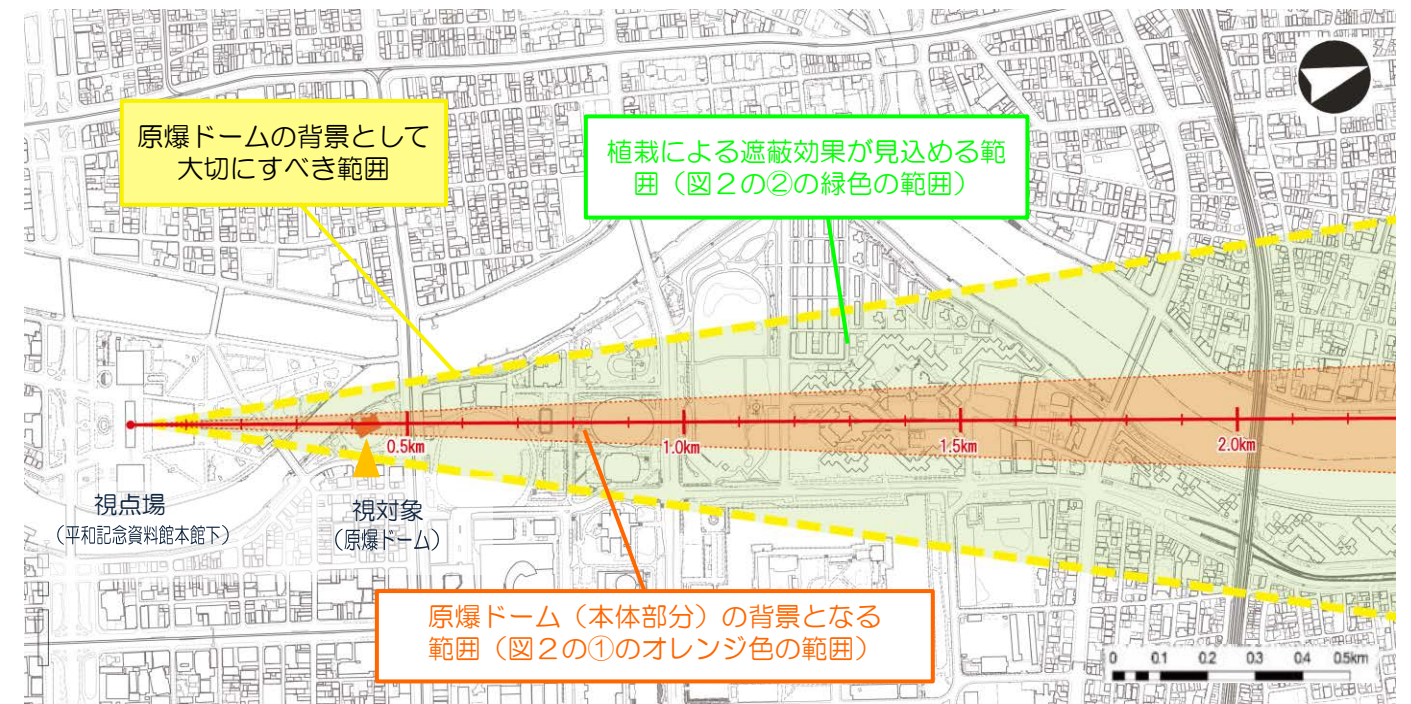 原爆ドームの背景として
大切にすべき範囲
植栽による遮蔽効果が見込める範
囲（図２の②の緑色の範囲）
0.5km
1.0km
1.5km
2.0km
視点場
（平和記念資料館本館下）
視対象
（原爆ドーム）
原爆ドーム（本体部分）の背景となる
範囲（図２の①のオレンジ色の範囲）
0 0.1 0.2 0.3 0.4 0.5km